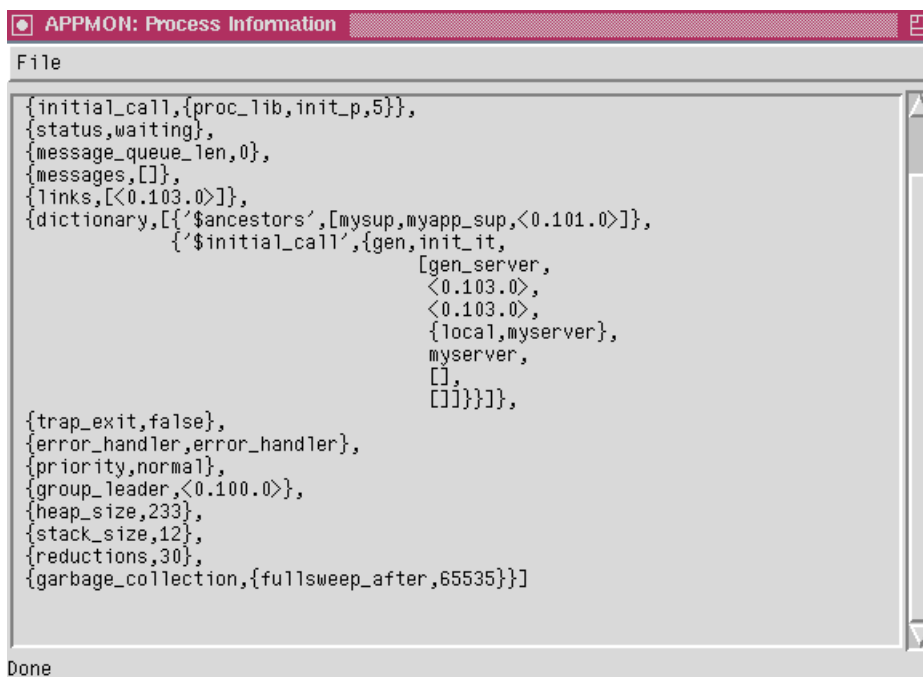 APPMON: Process Information
File
{initial_call,{proc_lib,init_p,5}},
{status,waiting},
{message_queue_len,0},
{messages,[]},
{links,[<0.103.0>]},
{dictionary,[{'$ancestors',[mysup,myapp_sup,<0.101.0>]},
{'$initial_call',{gen,init_it,
[gen_server,
<0.103.0>,
<0.103.0>,
{local,myserver},
myserver,
[],
[]]}}]},
{trap_exit,false},
{error_handler,error_handler},
{priority,normal},
{group_leader,<0.100.0>},
{heap_size,233},
{stack_size,12},
{reductions,30},
{garbage_collection,{fullsweep_after,65535}}]
Done